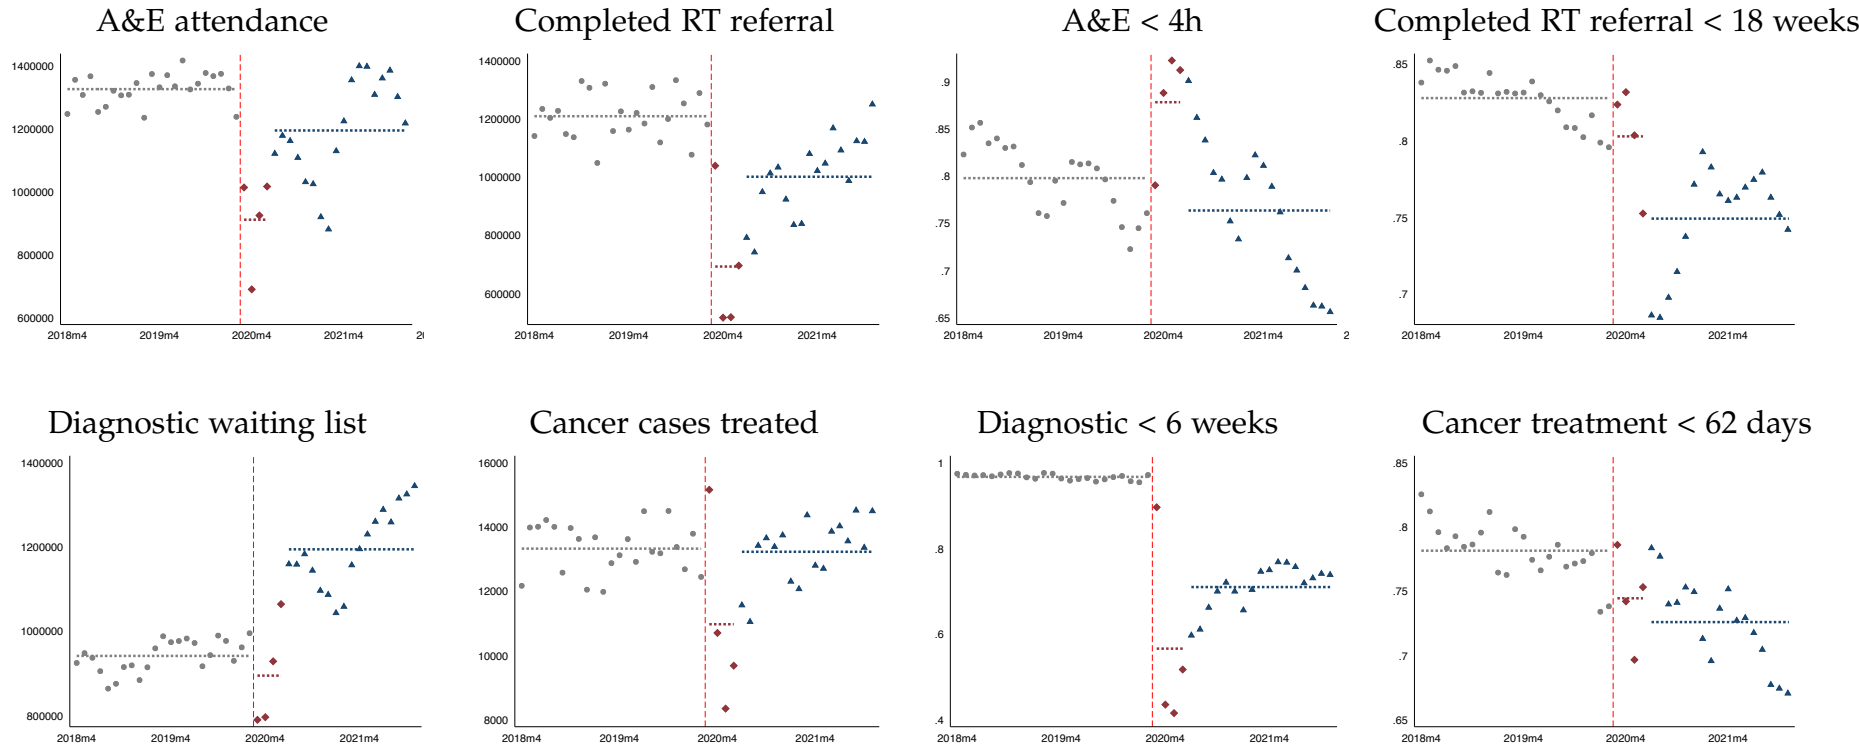 A&E attendance
Completed RT referral
A&E < 4h
Completed RT referral < 18 weeks
1400000
1200000
1000000
800000
600000
2018m4
2019m4
2020m4
2021m4
1400000
1200000
1000000
800000
600000
2018m4
2019m4
2020m4
2021m4
.9
.85
.8
.75
.7
.65
2018m4
2019m4
2020m4
2021m4
2
.85
.8
.75
.7
2018m4
2019m4
2020m4
2021m4
Diagnostic waiting list
Cancer cases treated
Diagnostic < 6 weeks
Cancer treatment < 62 days
1400000
1200000
1000000
800000
2018m4
2019m4
2020m4
2021m4
16000
14000
12000
10000
8000
2018m4
2019m4
2020m4
2021m4
1
.8
.6
.4
2018m4
2019m4
2020m4
2021m4
.85
.8
.75
.7
.65
2018m4
2019m4
2020m4
2021m4